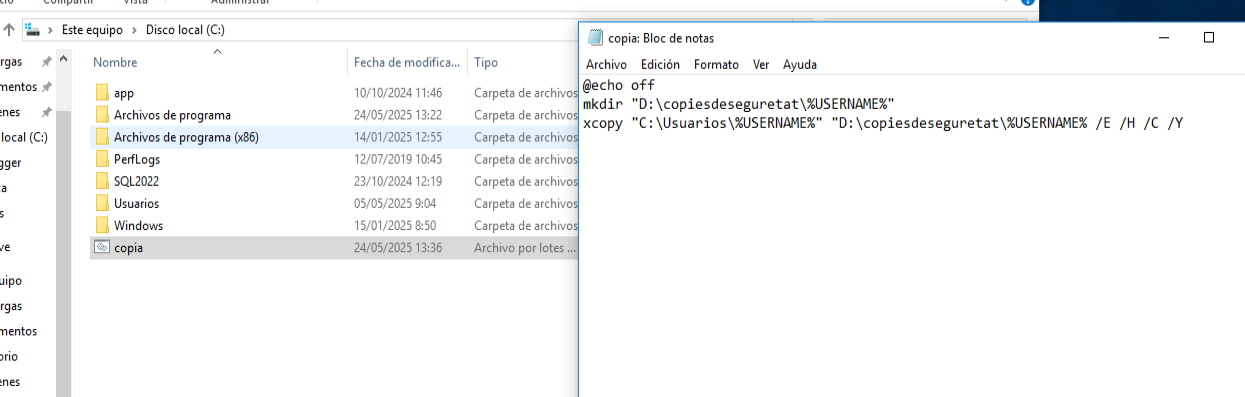 Compartir
Vista
Administrar
Este equipo > Disco local (C:)
Nombre Fecha de modifica... Tipo
app 10/10/2024 11:46 Carpeta de archivos
Archivos de programa 24/05/2025 13:22 Carpeta de archivos
Archivos de programa (x86) 14/01/2025 12:55 Carpeta de archivos
PerfLogs 12/07/2019 10:45 Carpeta de archivos
SQL2022 23/10/2024 12:19 Carpeta de archivos
Usuarios 05/05/2025 9:04 Carpeta de archivos
Windows 15/01/2025 8:50 Carpeta de archivos
copia 24/05/2025 13:36 Archivo por lotes ...
rgas
mentos
enes
local (C:)
gger
ca
s
ve
uipo
rgas
mentos
orio
enes
copia: Bloc de notas
Archivo Edición Formato Ver Ayuda
@echo off
mkdir "D:\copiesdeseguretat\%USERNAME%"
xcopy "C:\Usuarios\%USERNAME%" "D:\copiesdeseguretat\%USERNAME% /E /H /C /Y